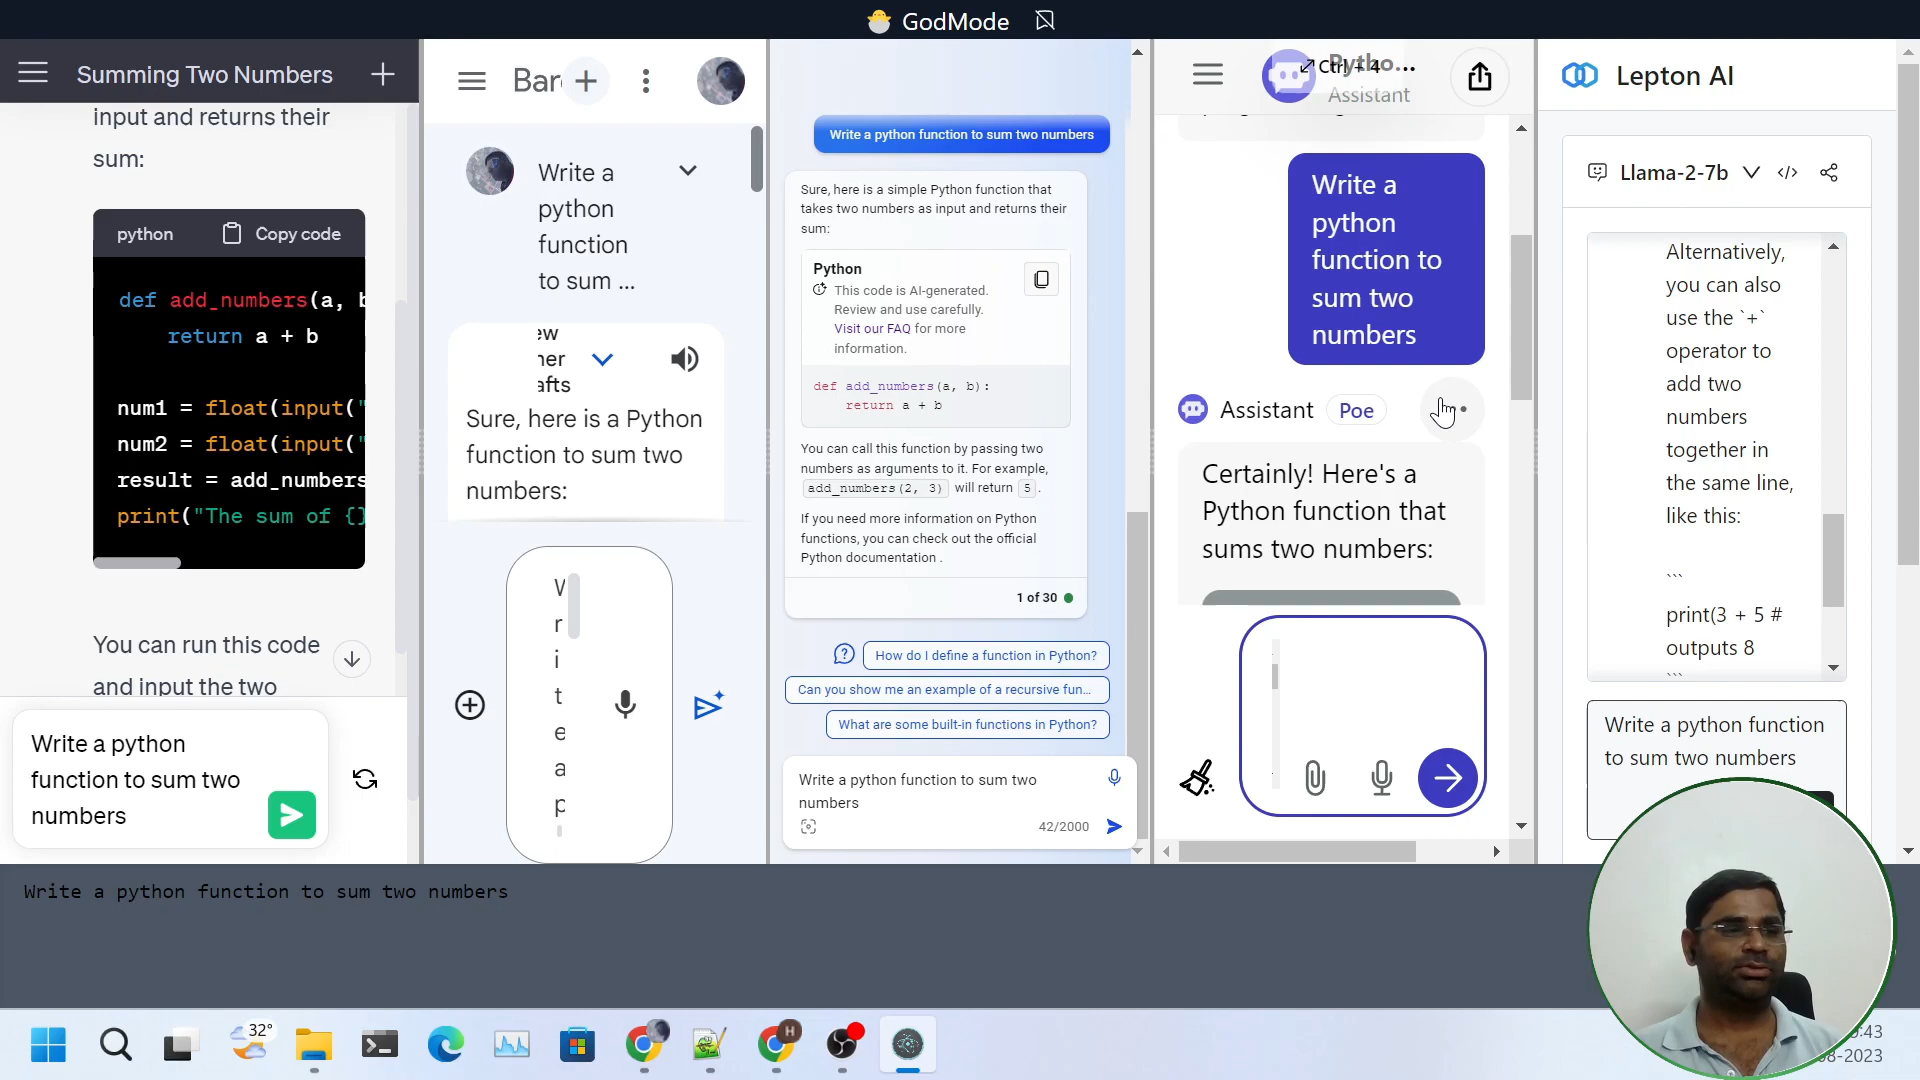 GodMode
Summing Two Numbers
input and returns their
sum:
python
Copy code
def add_numbers(a, b
return a + b
num1 = float(input("
num2 = float(input("
result = add_numbers
print("The sum of {}
You can run this code
and input the two
Write a python
function to sum two
numbers
Bar
Write a
python
function
to sum ...
ew
her
afts
Sure, here is a Python
function to sum two
numbers:
W
r
i
t
e
a
p
Write a python function to sum two numbers
Sure, here is a simple Python function that
takes two numbers as input and returns their
sum:
Python
This code is AI-generated.
Review and use carefully.
Visit our FAQ for more
information.
def add_numbers(a, b):
return a + b
You can call this function by passing two
numbers as arguments to it. For example,
add_numbers(2, 3) will return 5 .
If you need more information on Python
functions, you can check out the official
Python documentation .
1 of 30
How do I define a function in Python?
Can you show me an example of a recursive fun...
What are some built-in functions in Python?
Write a python function to sum two
numbers
42/2000
Ctrl + 4
Pytho...
Assistant
Write a
python
function to
sum two
numbers
Assistant
Poe
Certainly! Here's a
Python function that
sums two numbers:
Lepton AI
Llama-2-7b
Alternatively,
you can also
use the `+`
operator to
add two
numbers
together in
the same line,
like this:
```
print(3 + 5 #
outputs 8
```
Write a python function
to sum two numbers
Write a python function to sum two numbers
32°
H
:43
08-2023